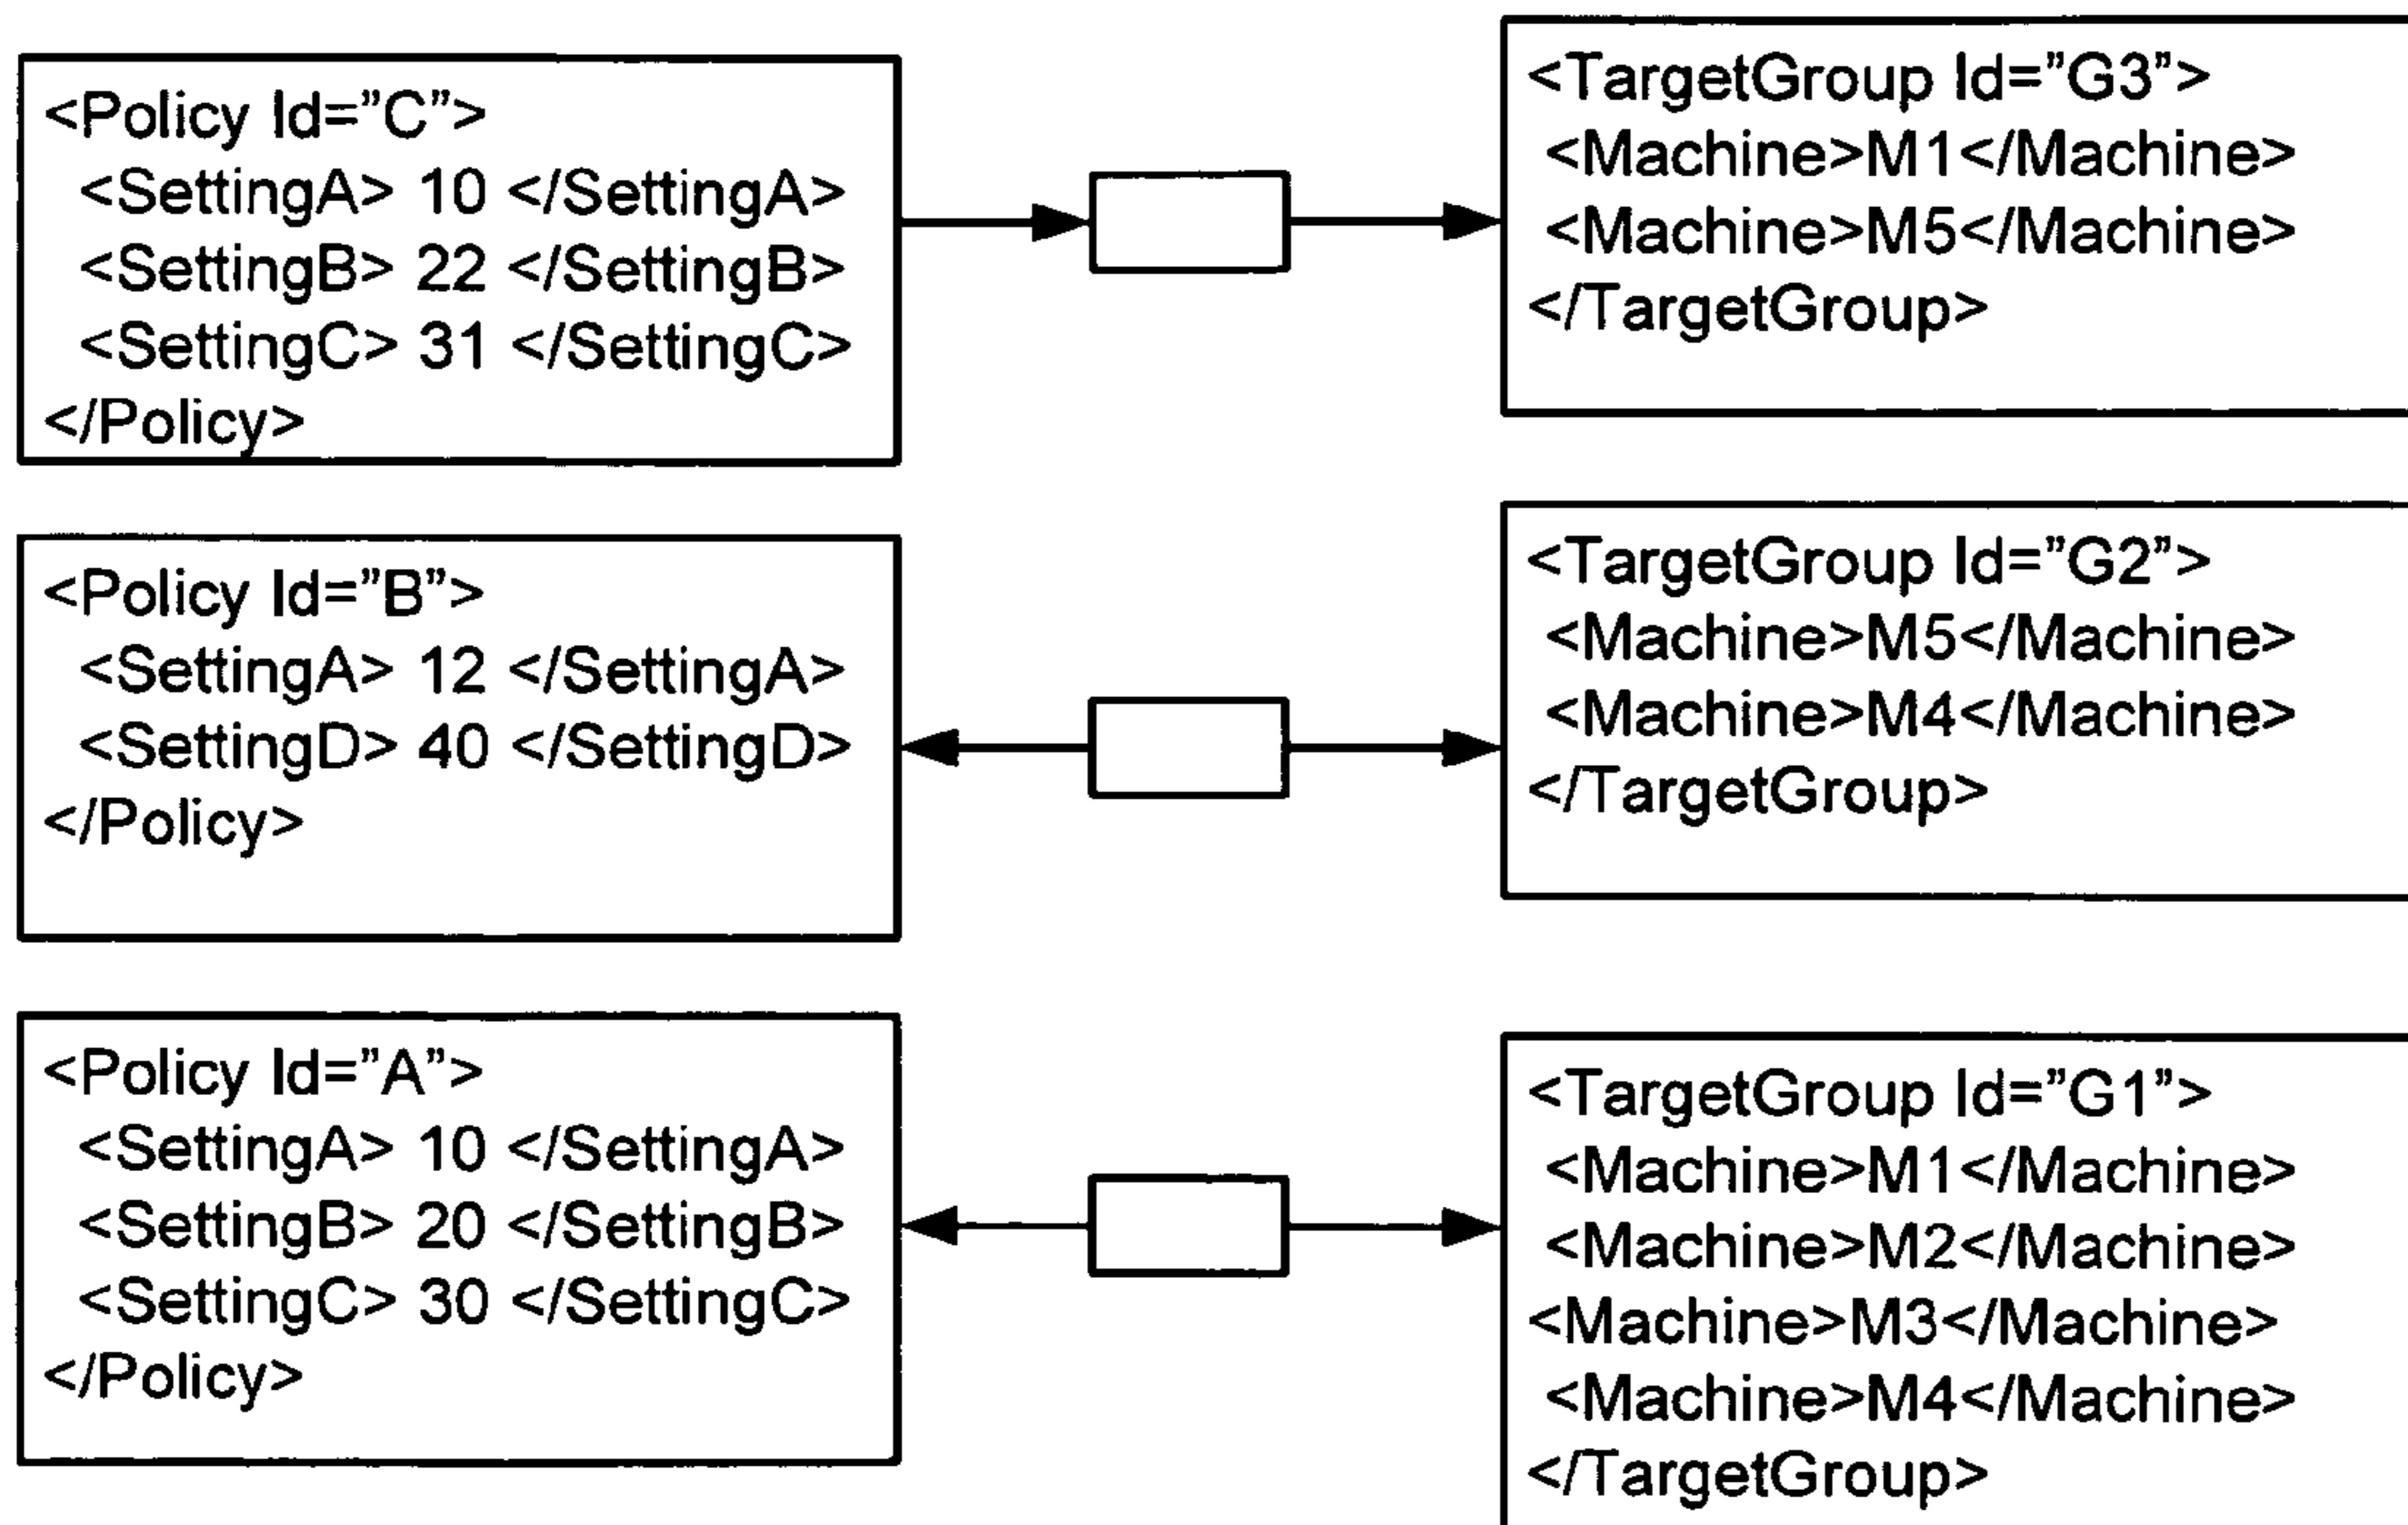 <Policy Id=”C”>
<SettingA> 10 </SettingA>
<SettingB> 22 </SettingB>
<SettingC> 31 </SettingC>
</Policy>
<TargetGroup Id=”G3”>
<Machine>M1</Machine>
<Machine>M5</Machine>
</TargetGroup>
<Policy Id=”B”>
<SettingA> 12 </SettingA>
<SettingD> 40 </SettingD>
</Policy>
<TargetGroup Id=”G2”>
<Machine>M5</Machine>
<Machine>M4</Machine>
</TargetGroup>
<Policy Id=”A”>
<SettingA> 10 </SettingA>
<SettingB> 20 </SettingB>
<SettingC> 30 </SettingC>
</Policy>
<TargetGroup Id=”G1”>
<Machine>M1</Machine>
<Machine>M2</Machine>
<Machine>M3</Machine>
<Machine>M4</Machine>
</TargetGroup>